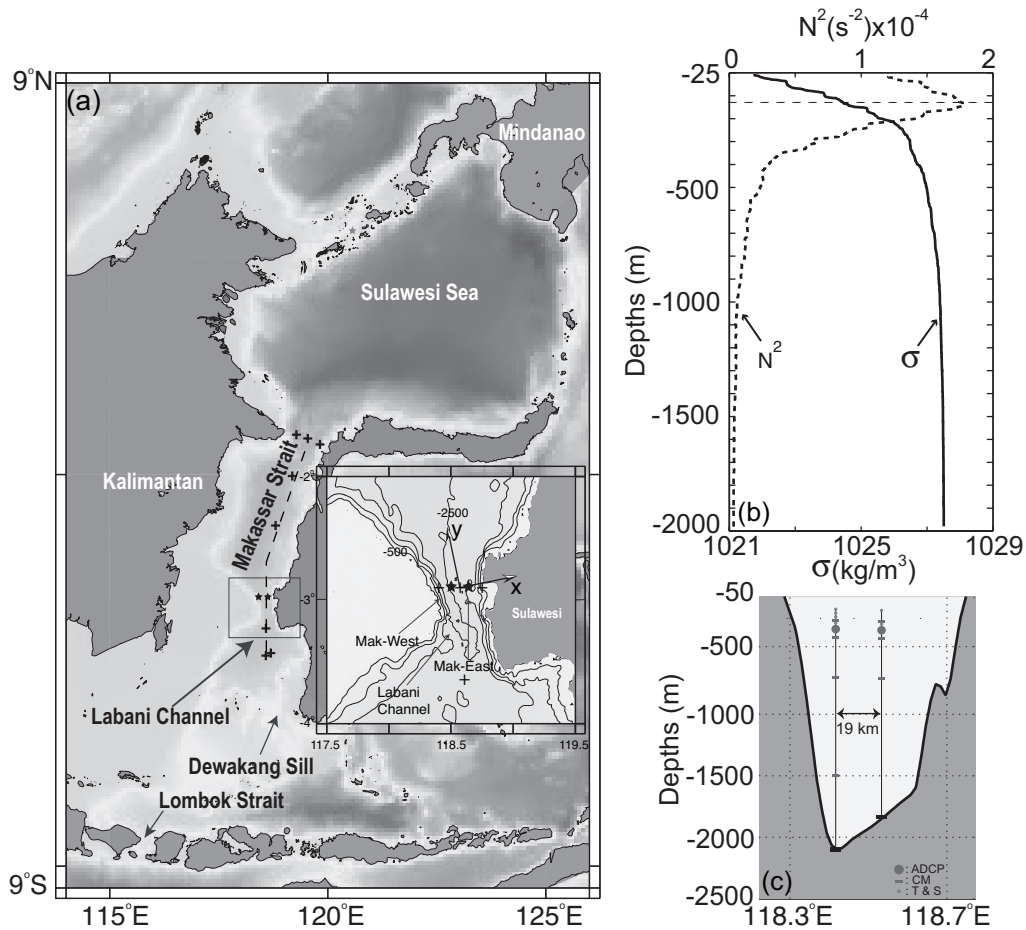 (a)
9°N
Mindanao
Sulawesi Sea
Kalimantan
Makassar Strait
-2°
-2500
y
-500
-3°
x
Sulawesi
Mak-West
Mak-East
Labani
Channel
-4°
117.5
118.5
119.5
Labani Channel
Dewakang Sill
Lombok Strait
9°S
115°E
120°E
125°E
N²(s⁻²)x10⁻⁴
0 1 2
-25
-500
-1000
-1500
-2000
Depths (m)
N²
σ
(b)
1021 1025 1029
σ(kg/m³)
-50
-500
-1000
-1500
-2000
-2500
Depths (m)
19 km
: ADCP
: CM
: T & S
(c)
118.3°E 118.7°E